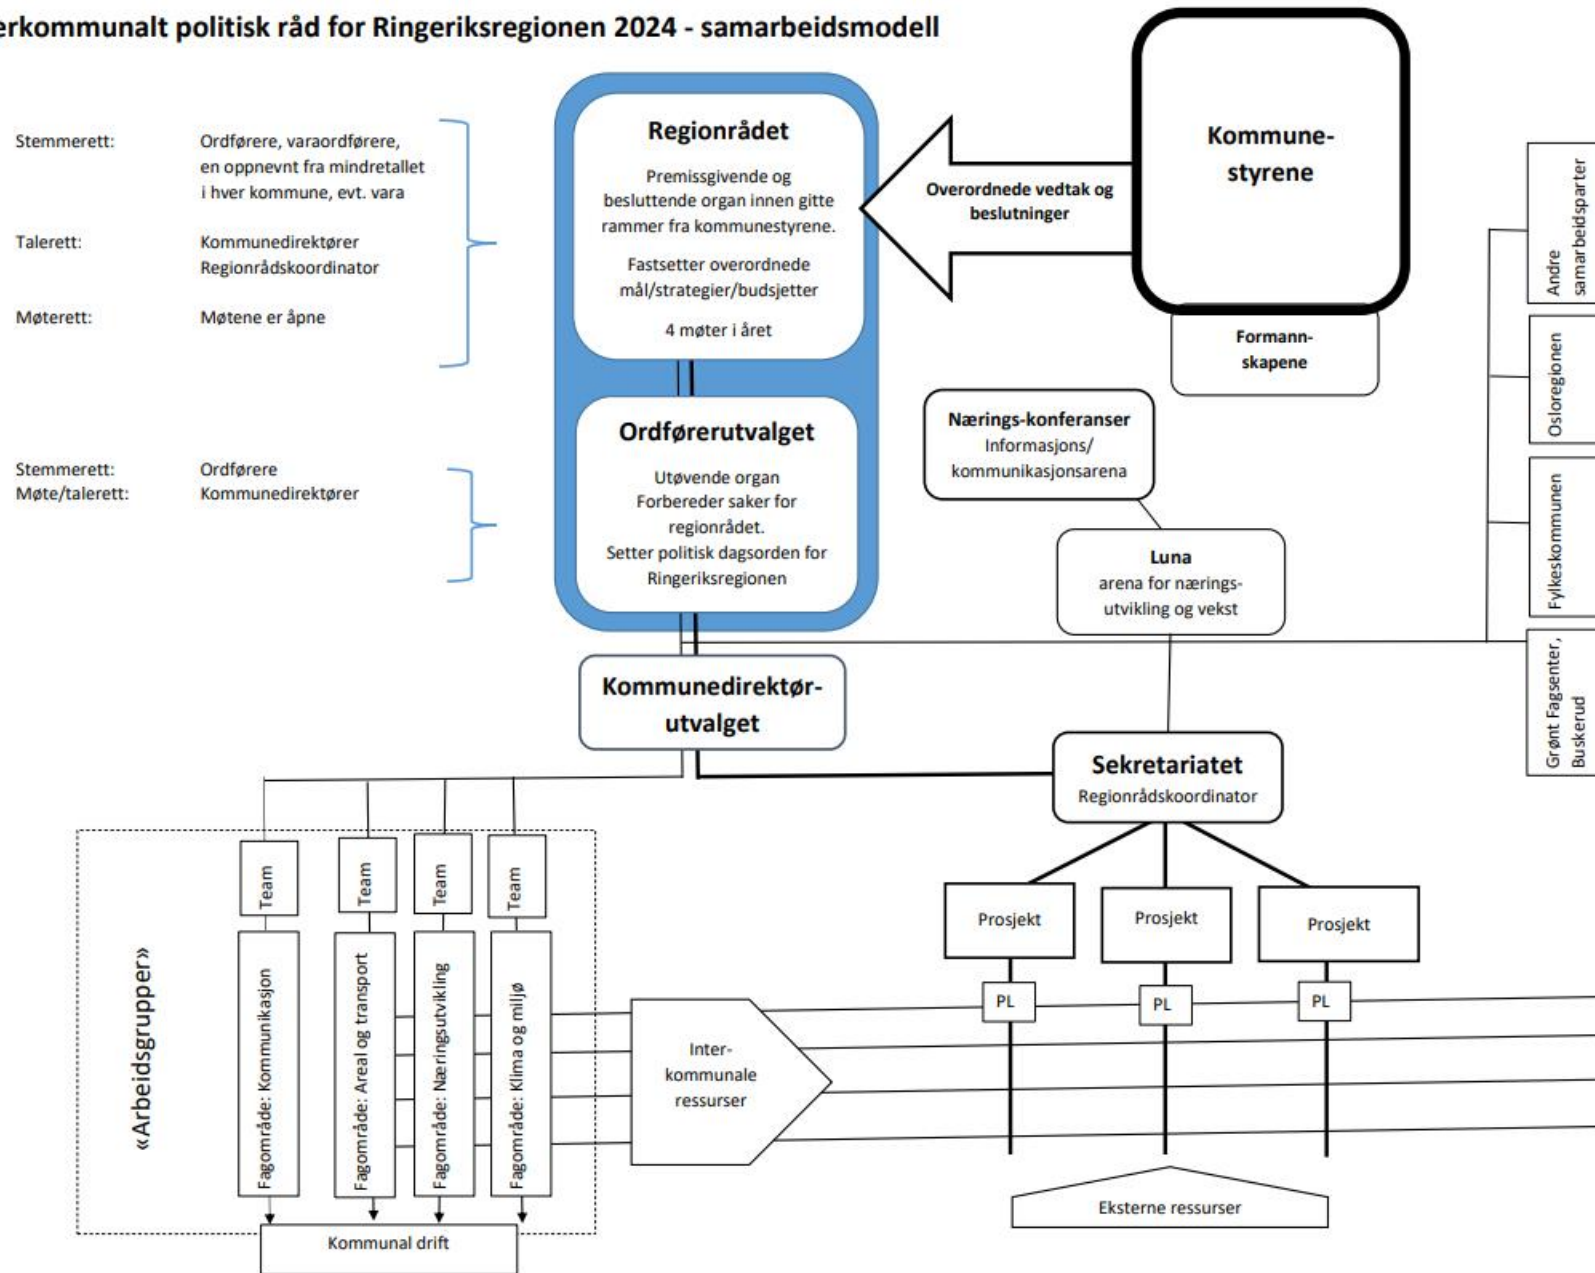 erkommunalt politisk råd for Ringeriksregionen 2024 - samarbeidsmodell
Stemmerett:
Ordførere, varaordførere,
en oppnevnt fra mindretallet
i hver kommune, evt. vara
Talerett:
Kommunedirektører
Regionrådskoordinator
Møterett:
Møtene er åpne
Stemmerett:
Ordførere
Møte/talerett:
Kommunedirektører
Regionrådet
Premissgivende og
besluttende organ innen gitte
rammer fra kommunestyrene.
Fastsetter overordnede
mål/strategier/budsjetter
4 møter i året
Ordførerutvalget
Utøvende organ
Forbereder saker for
regionrådet.
Setter politisk dagsorden for
Ringeriksregionen
Overordnede vedtak og
beslutninger
Kommune-
styrene
Formann-
skapene
Nærings-konferanser
Informasjons/
kommunikasjonsarena
Luna
arena for nærings-
utvikling og vekst
Andre
samarbeidsparter
Osloregionen
Fylkeskommunen
Grønt Fagsenter,
Buskerud
Kommunedirektør-
utvalget
Sekretariatet
Regionrådskoordinator
«Arbeidsgrupper»
Team
Team
Team
Team
Fagområde: Kommunikasjon
Fagområde: Areal og transport
Fagområde: Næringsutvikling
Fagområde: Klima og miljø
Kommunal drift
Inter-
kommunale
ressurser
Prosjekt
Prosjekt
Prosjekt
PL
PL
PL
Eksterne ressurser